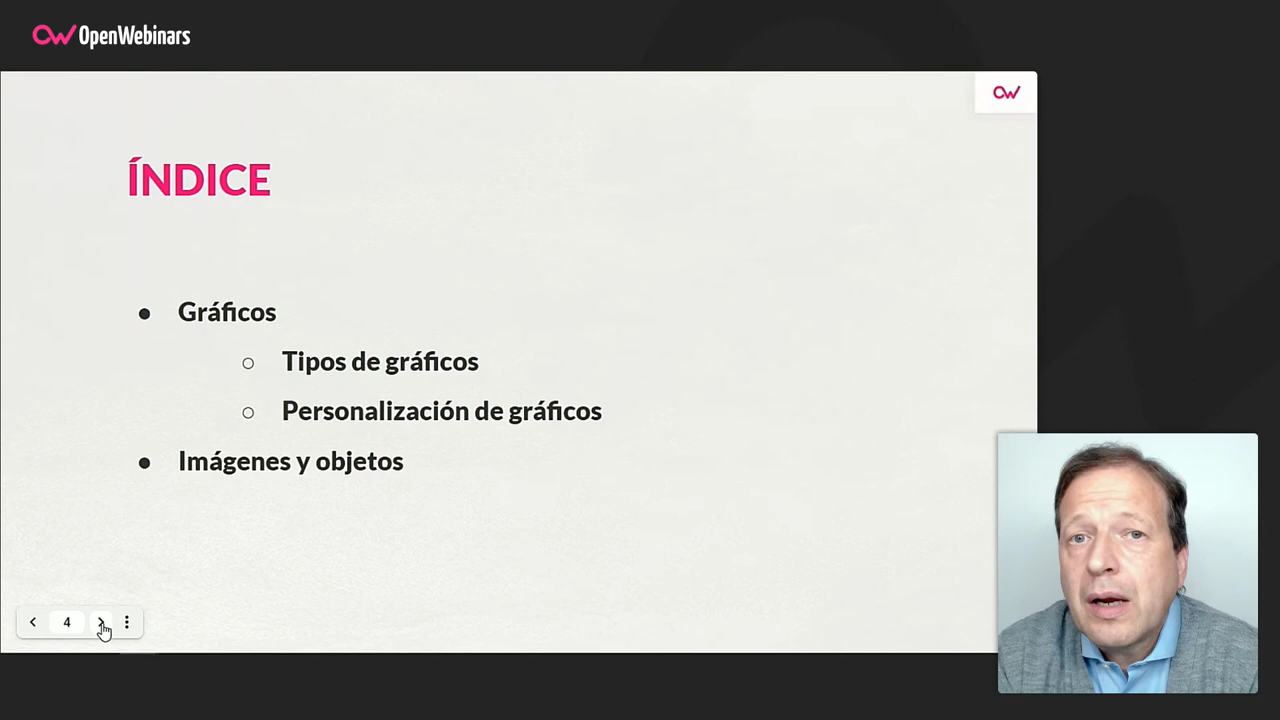 OpenWebinars
ÍNDICE
● Gráficos
○ Tipos de gráficos
○ Personalización de gráficos
● Imágenes y objetos
4